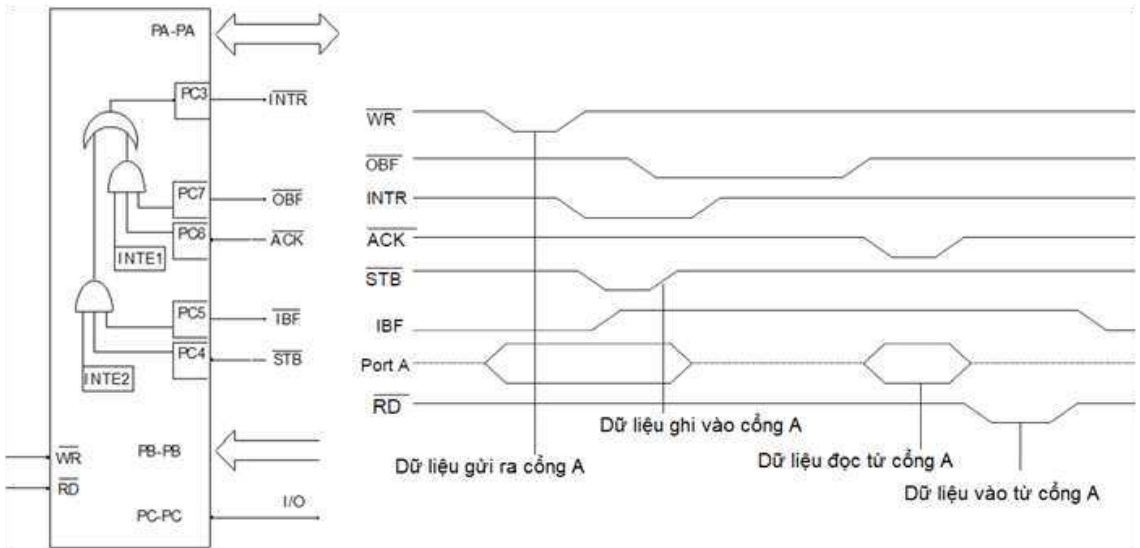 PA-PA
PC3
INTR
PC7
OBF
PC6
ACK
INTE1
PC5
IBF
PC4
STB
INTE2
WR
PB-PB
RD
I/O
PC-PC
WR
OBF
INTR
ACK
STB
IBF
Port A
RD
Dữ liệu ghi vào cổng A
Dữ liệu gửi ra cổng A
Dữ liệu đọc từ cổng A
Dữ liệu vào từ cổng A